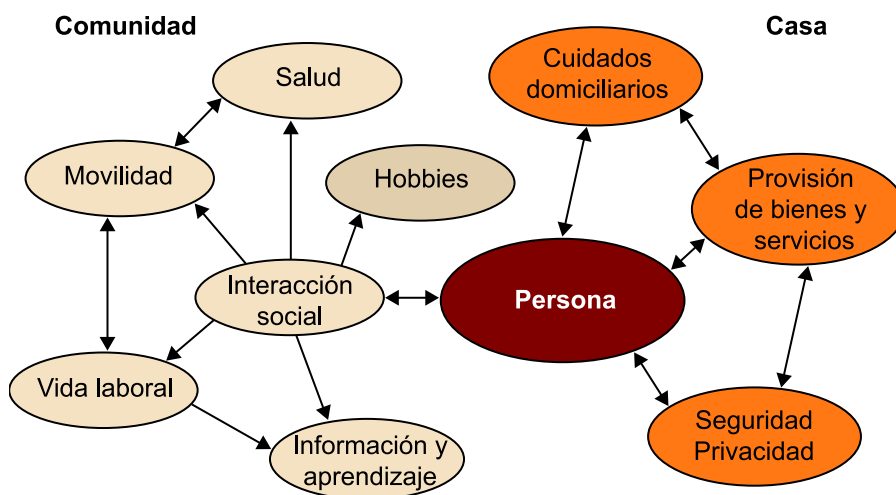 Comunidad
Casa
Salud
Cuidados
domiciliarios
Movilidad
Hobbies
Provisión
de bienes y
servicios
Interacción
social
Persona
Vida laboral
Seguridad
Privacidad
Información y
aprendizaje